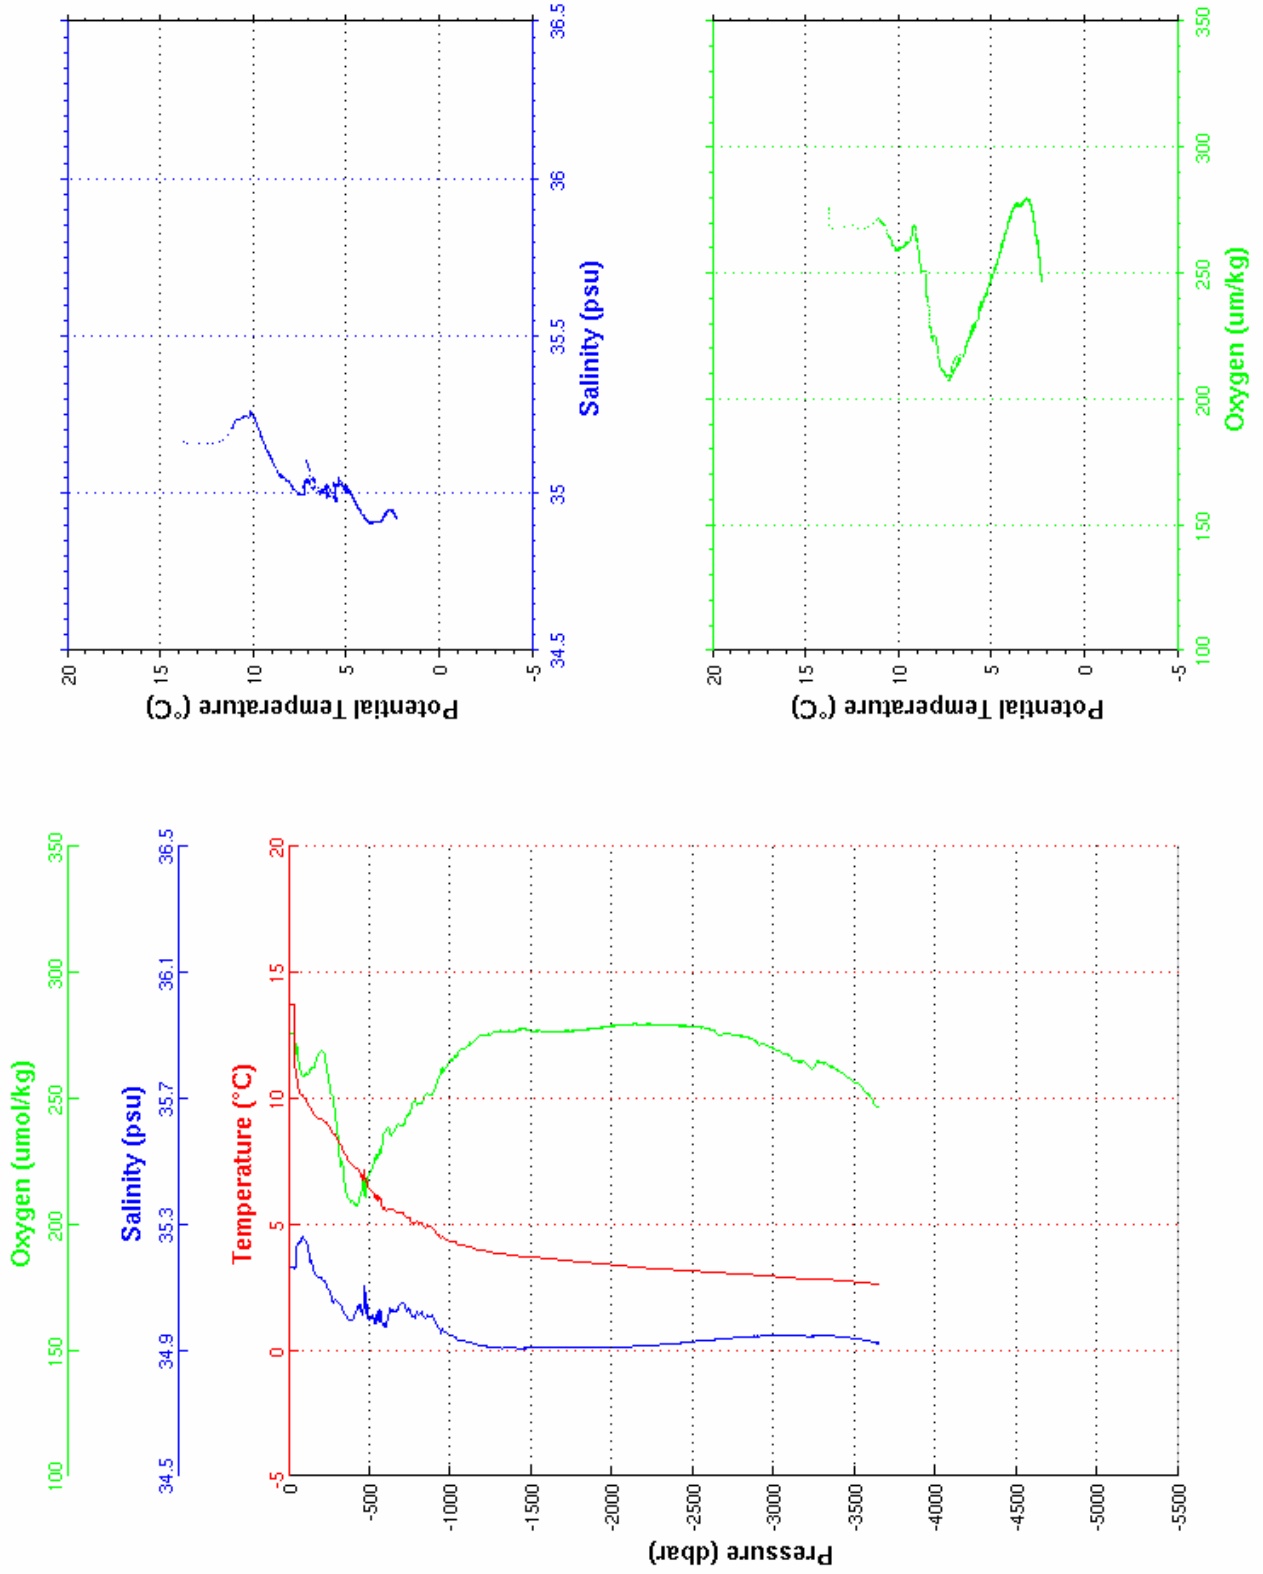 Oxygen (umol/kg)
100 150 200 250 300 350
Salinity (psu)
34.5 34.9 35.3 35.7 36.1 36.5
Temperature (°C)
-5 0 5 10 15 20
0
-500
-1000
-1500
-2000
-2500
-3000
-3500
-4000
-4500
-5000
-5500
Pressure (dbar)
20
15
10
5
0
-5
Potential Temperature (°C)
34.5 35 35.5 36 36.5
Salinity (psu)
20
15
10
5
0
-5
Potential Temperature (°C)
100 150 200 250 300 350
Oxygen (um/kg)